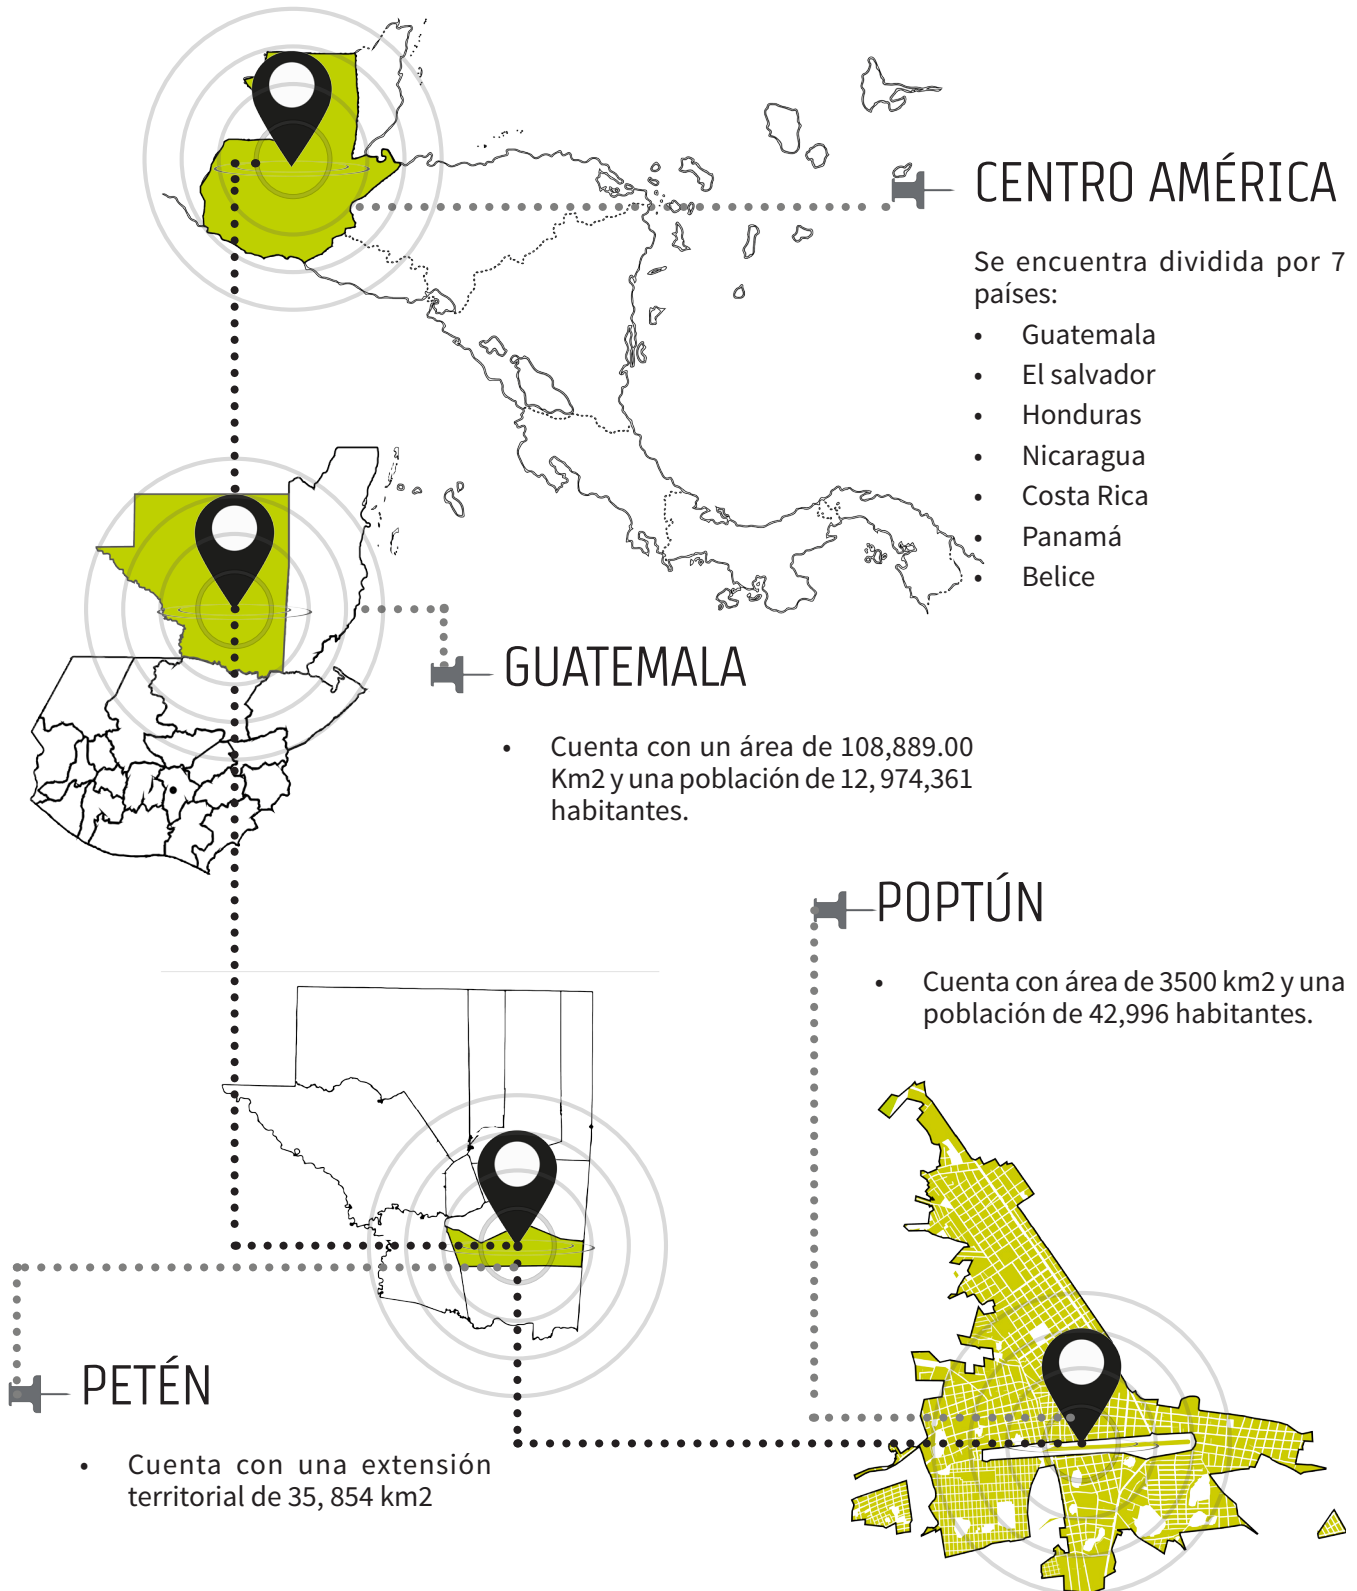 CENTRO AMÉRICA
Se encuentra dividida por 7
países:
• Guatemala
• El salvador
• Honduras
• Nicaragua
• Costa Rica
• Panamá
• Belice
GUATEMALA
• Cuenta con un área de 108,889.00
Km2 y una población de 12, 974,361
habitantes.
POPTÚN
• Cuenta con área de 3500 km2 y una
población de 42,996 habitantes.
PETÉN
• Cuenta con una extensión
territorial de 35, 854 km2